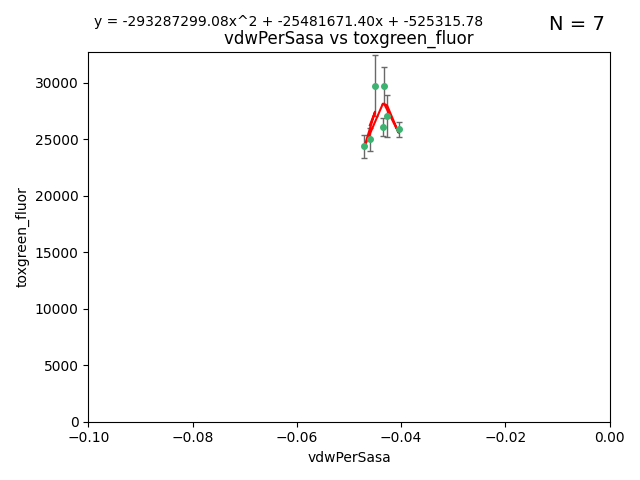 y = -293287299.08x^2 + -25481671.40x + -525315.78
N = 7
vdwPerSasa vs toxgreen_fluor
30000
25000
20000
15000
10000
5000
0
toxgreen_fluor
−0.10
−0.08
−0.06
−0.04
−0.02
0.00
vdwPerSasa